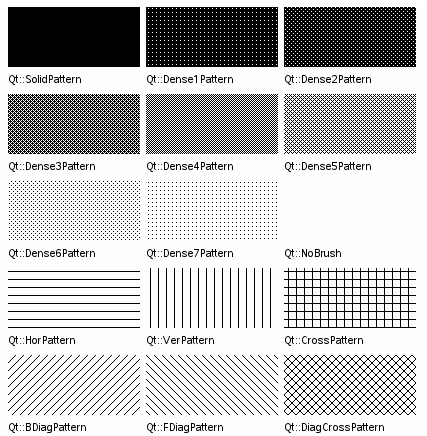 Qt::SolidPattern Qt::Dense1Pattern Qt::Dense2Pattern
Qt::Dense3Pattern Qt::Dense4Pattern Qt::Dense5Pattern
Qt::Dense6Pattern Qt::Dense7Pattern Qt::NoBrush
Qt::HorPattern Qt::VerPattern Qt::CrossPattern
Qt::BDiagPattern Qt::FDiagPattern Qt::DiagCrossPattern